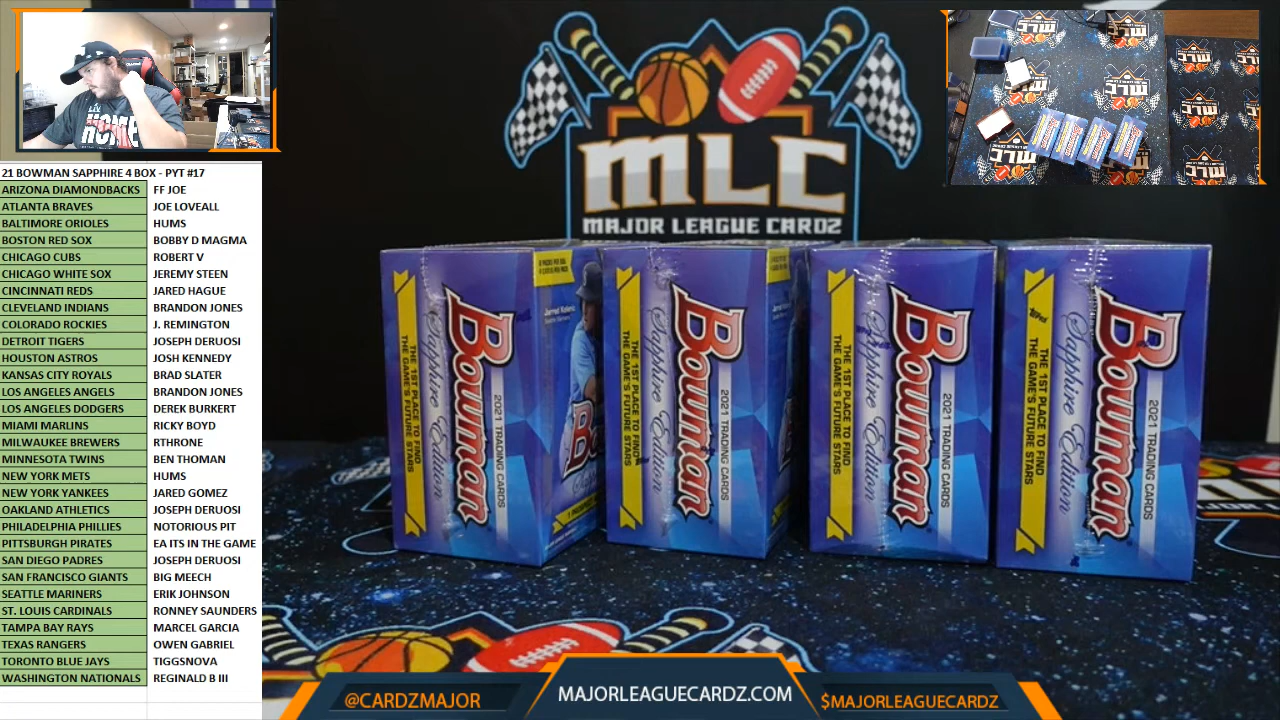 21 BOWMAN SAPPHIRE 4 BOX - PYT #17
ARIZONA DIAMONDBACKS FF JOE
ATLANTA BRAVES JOE LOVEALL
BALTIMORE ORIOLES HUMS
BOSTON RED SOX BOBBY D MAGMA
CHICAGO CUBS ROBERT V
CHICAGO WHITE SOX JEREMY STEEN
CINCINNATI REDS JARED HAGUE
CLEVELAND INDIANS BRANDON JONES
COLORADO ROCKIES J. REMINGTON
DETROIT TIGERS JOSEPH DERUOSI
HOUSTON ASTROS JOSH KENNEDY
KANSAS CITY ROYALS BRAD SLATER
LOS ANGELES ANGELS BRANDON JONES
LOS ANGELES DODGERS DEREK BURKERT
MIAMI MARLINS RICKY BOYD
MILWAUKEE BREWERS RTHRONE
MINNESOTA TWINS BEN THOMAN
NEW YORK METS HUMS
NEW YORK YANKEES JARED GOMEZ
OAKLAND ATHLETICS JOSEPH DERUOSI
PHILADELPHIA PHILLIES NOTORIOUS PIT
PITTSBURGH PIRATES EA ITS IN THE GAME
SAN DIEGO PADRES JOSEPH DERUOSI
SAN FRANCISCO GIANTS BIG MEECH
SEATTLE MARINERS ERIK JOHNSON
ST. LOUIS CARDINALS RONNEY SAUNDERS
TAMPA BAY RAYS MARCEL GARCIA
TEXAS RANGERS OWEN GABRIEL
TORONTO BLUE JAYS TIGGSNOVA
WASHINGTON NATIONALS REGINALD B III
MLC
MAJOR LEAGUE CARDZ
2021 TRADING CARDS
Bowman
Sapphire Edition
THE 1ST PLACE TO FIND
THE GAME'S FUTURE STARS
Jarred Kelenic
2021 TRADING CARDS
Bowman
Sapphire Edition
THE 1ST PLACE TO FIND
THE GAME'S FUTURE STARS
2021 TRADING CARDS
Bowman
Sapphire Edition
THE 1ST PLACE TO FIND
THE GAME'S FUTURE STARS
2021 TRADING CARDS
Bowman
Sapphire Edition
Topps
THE 1ST PLACE TO FIND
THE GAME'S FUTURE STARS
@CARDZMAJOR
MAJORLEAGUECARDZ.COM
$MAJORLEAGUECARDZ